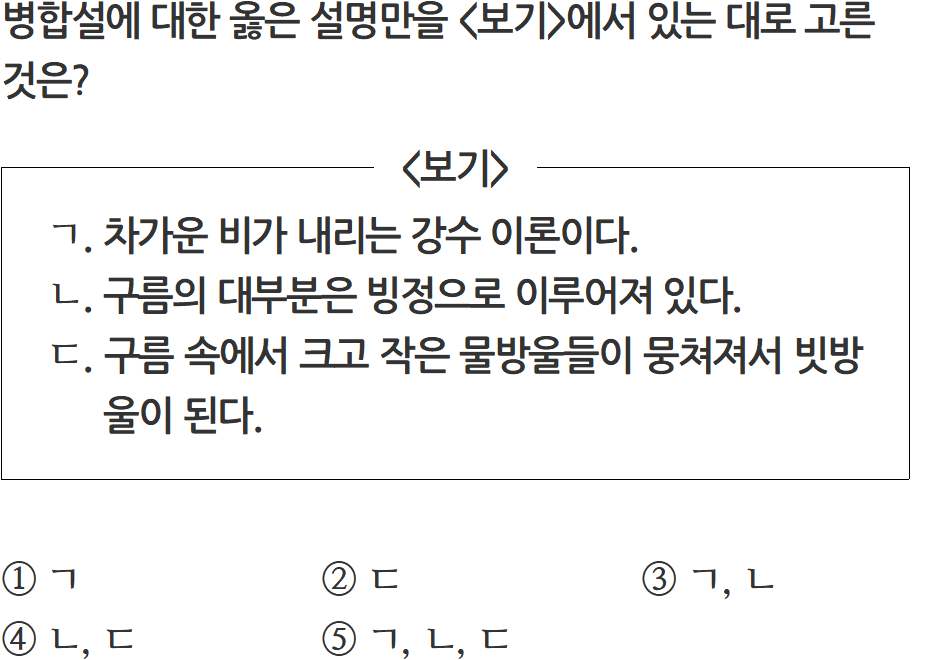 병합설에 대한 옳은 설명만을 <보기>에서 있는 대로 고른
것은?
<보기>
ㄱ. 차가운 비가 내리는 강수 이론이다.
ㄴ. 구름의 대부분은 빙정으로 이루어져 있다.
ㄷ. 구름 속에서 크고 작은 물방울들이 뭉쳐져서 빗방
울이 된다.
① ㄱ ② ㄷ ③ ㄱ, ㄴ
④ ㄴ, ㄷ ⑤ ㄱ, ㄴ, ㄷ